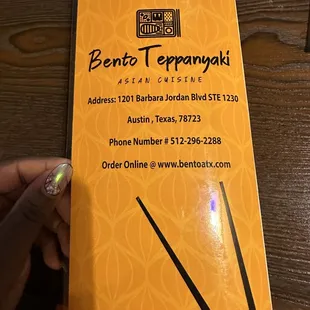 Bento Teppanyaki
ASIAN CUISINE
Address: 1201 Barbara Jordan Blvd STE 1230
Austin , Texas, 78723
Phone Number # 512-296-2288
Order Online @ www.bentoatx.com